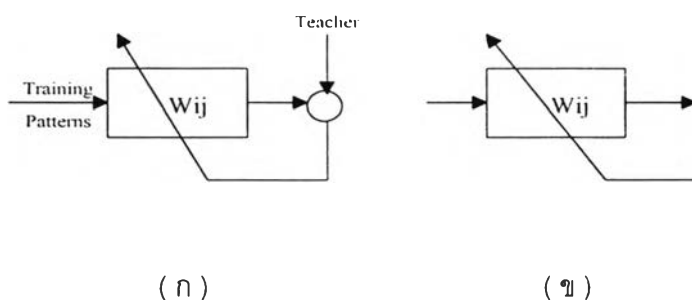 Teacher
Training
Patterns
Wij
Wij
( ก )
( ข )